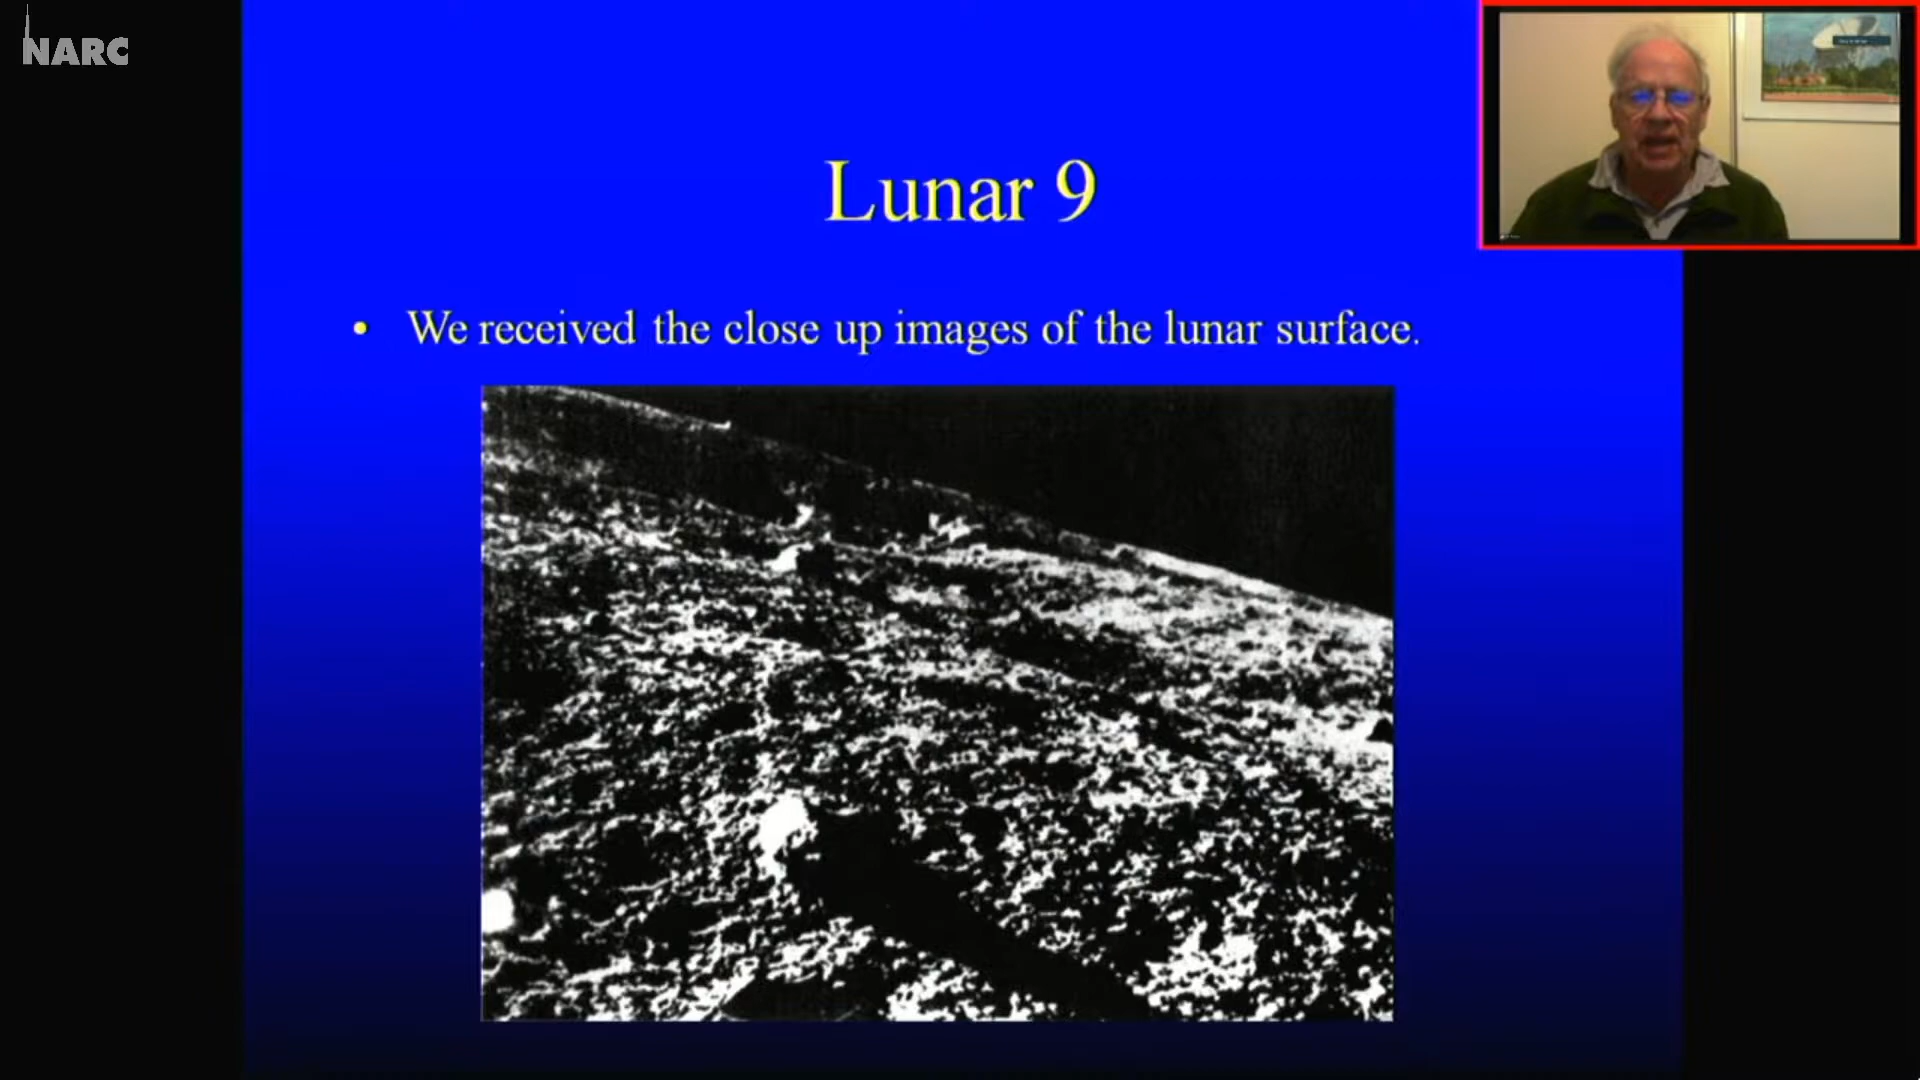 NARC
Lunar 9
• We received the close up images of the lunar surface.